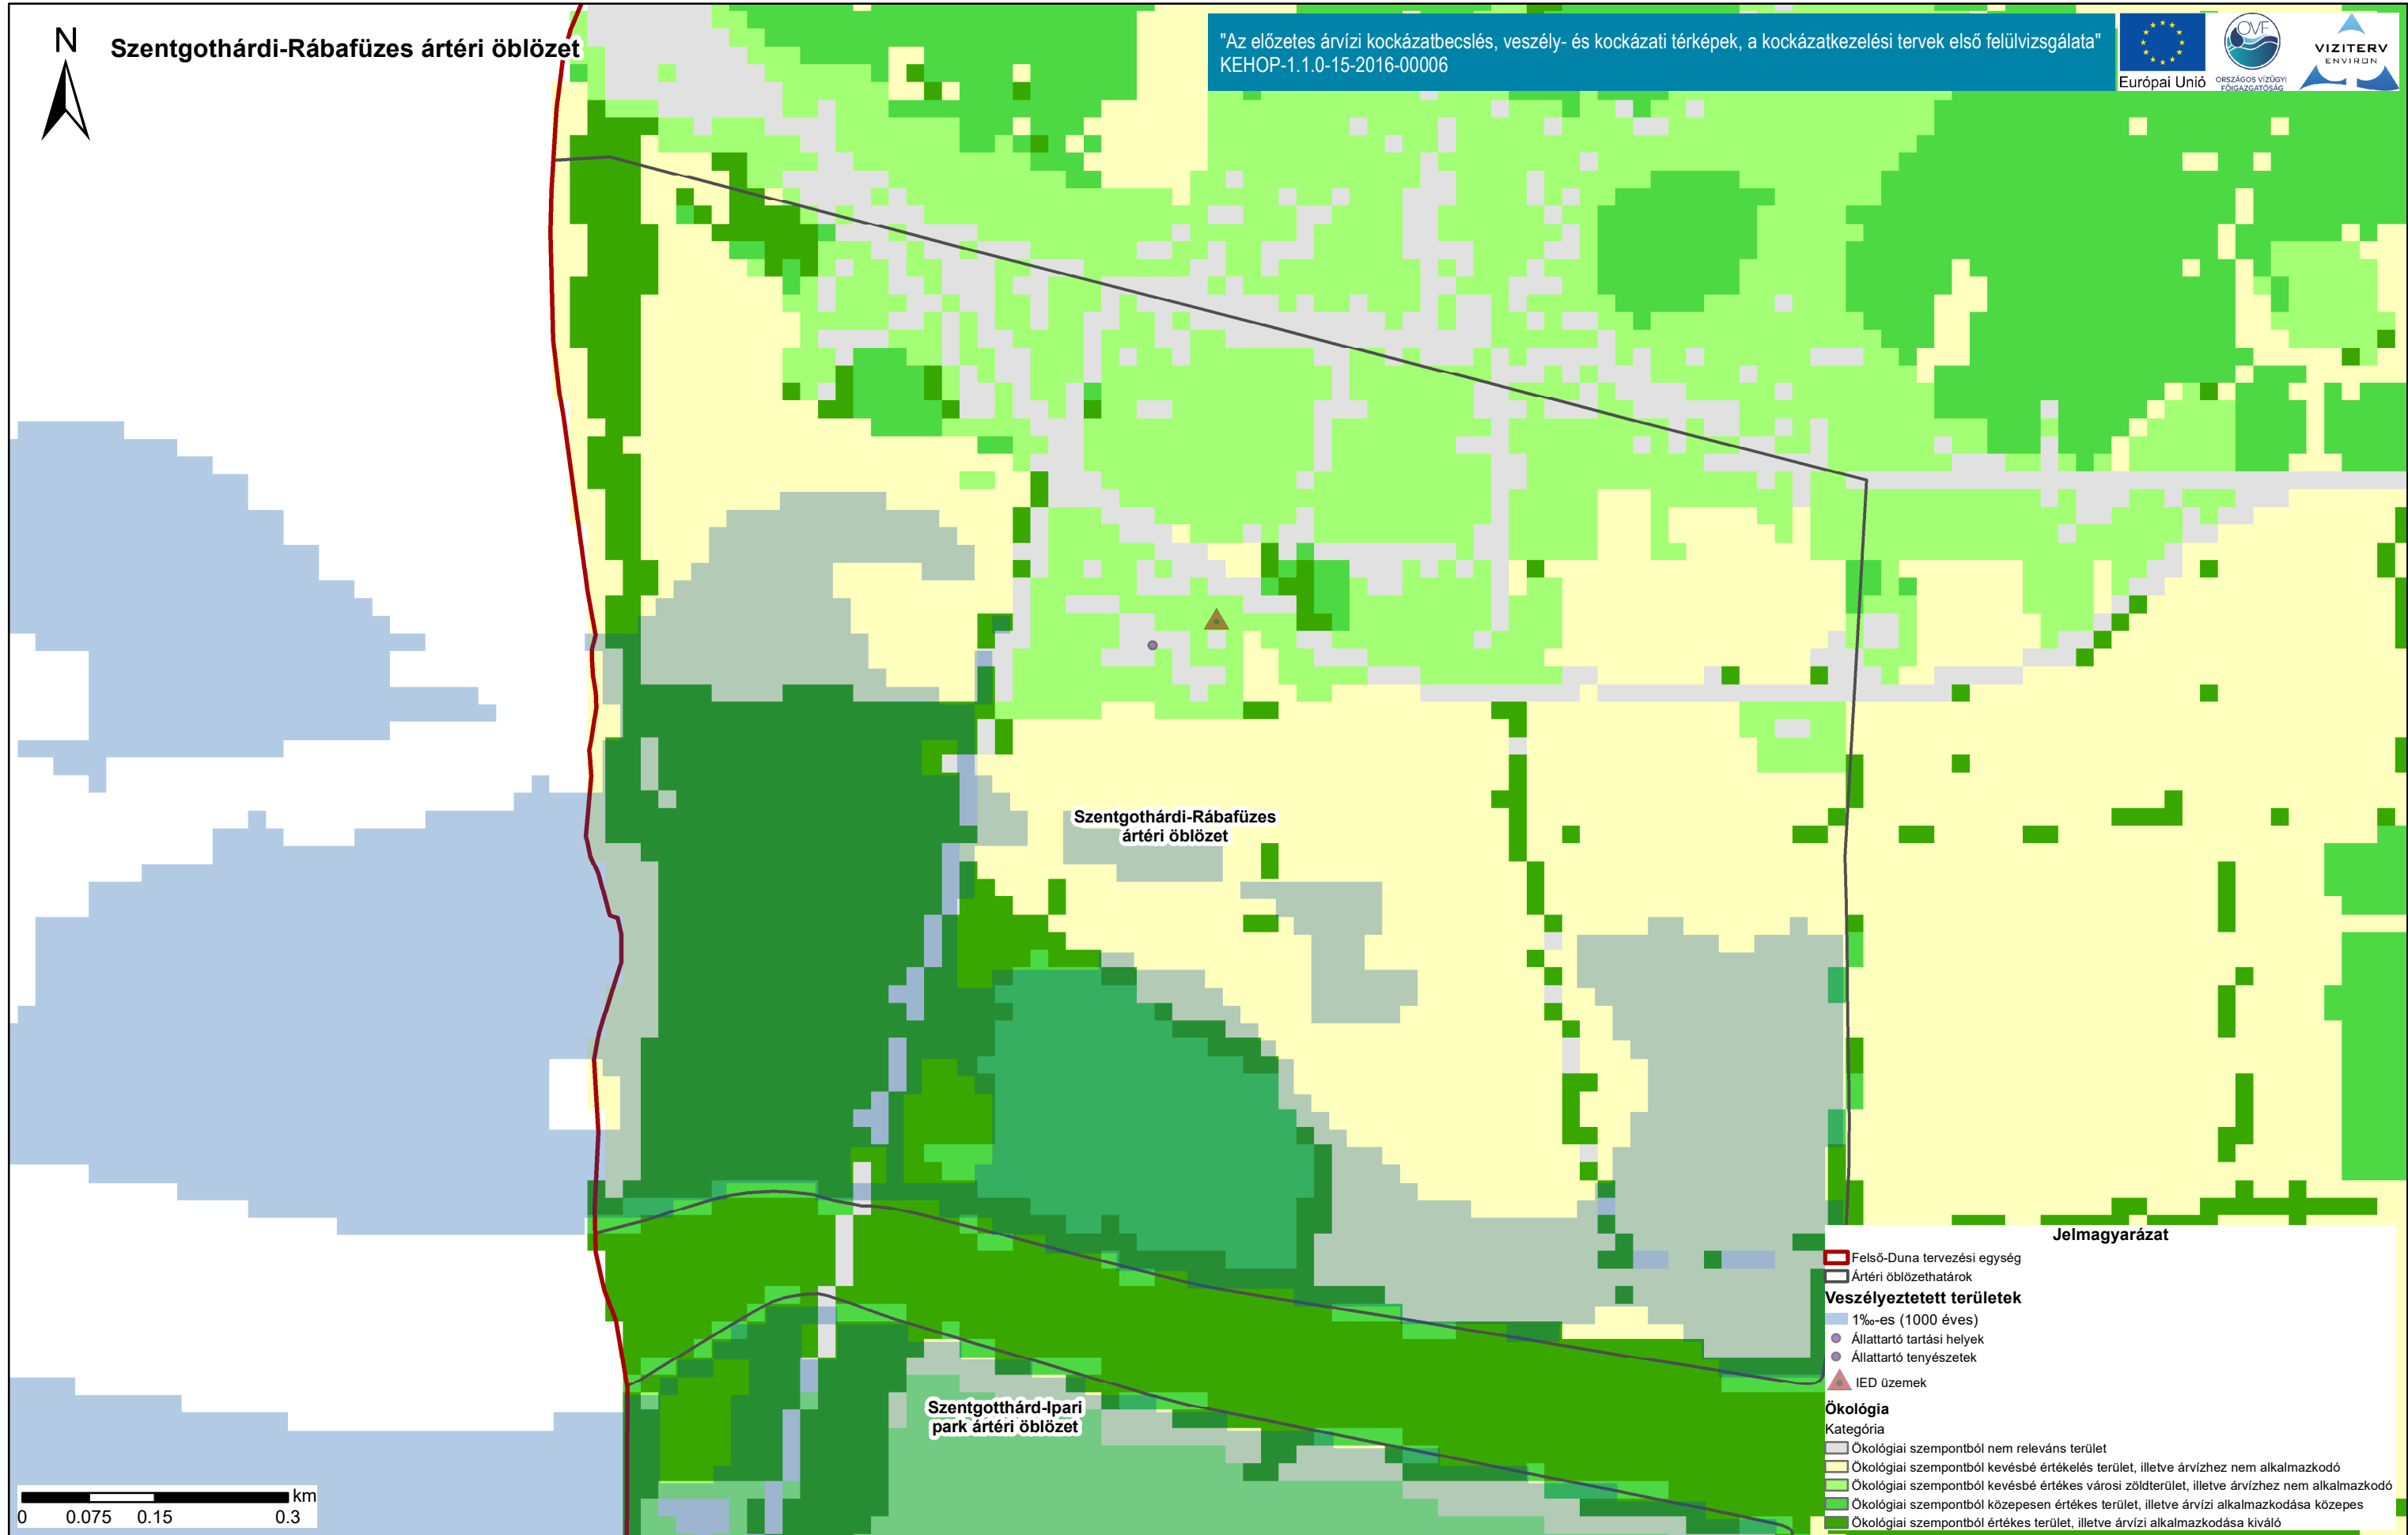 N
Szentgothárdi-Rábafüzes ártéri öblözet
"Az előzetes árvízi kockázatbecslés, veszély- és kockázati térképek, a kockázatkezelési tervek első felülvizsgálata"
KEHOP-1.1.0-15-2016-00006
Európai Unió
OVF
ORSZÁGOS VÍZÜGYI
FŐIGAZGATÓSÁG
VIZITERV
ENVIRON
Szentgothárdi-Rábafüzes
ártéri öblözet
Szentgotthárd-Ipari
park ártéri öblözet
km
0 0.075 0.15 0.3
Jelmagyarázat
Felső-Duna tervezési egység
Ártéri öblözethatárok
Veszélyeztetett területek
1‰-es (1000 éves)
Állattartó tartási helyek
Állattartó tenyészetek
IED üzemek
Ökológia
Kategória
Ökológiai szempontból nem releváns terület
Ökológiai szempontból kevésbé értékelés terület, illetve árvízhez nem alkalmazkodó
Ökológiai szempontból kevésbé értékes városi zöldterület, illetve árvízhez nem alkalmazkodó
Ökológiai szempontból közepesen értékes terület, illetve árvízi alkalmazkodása közepes
Ökológiai szempontból értékes terület, illetve árvízi alkalmazkodása kiváló